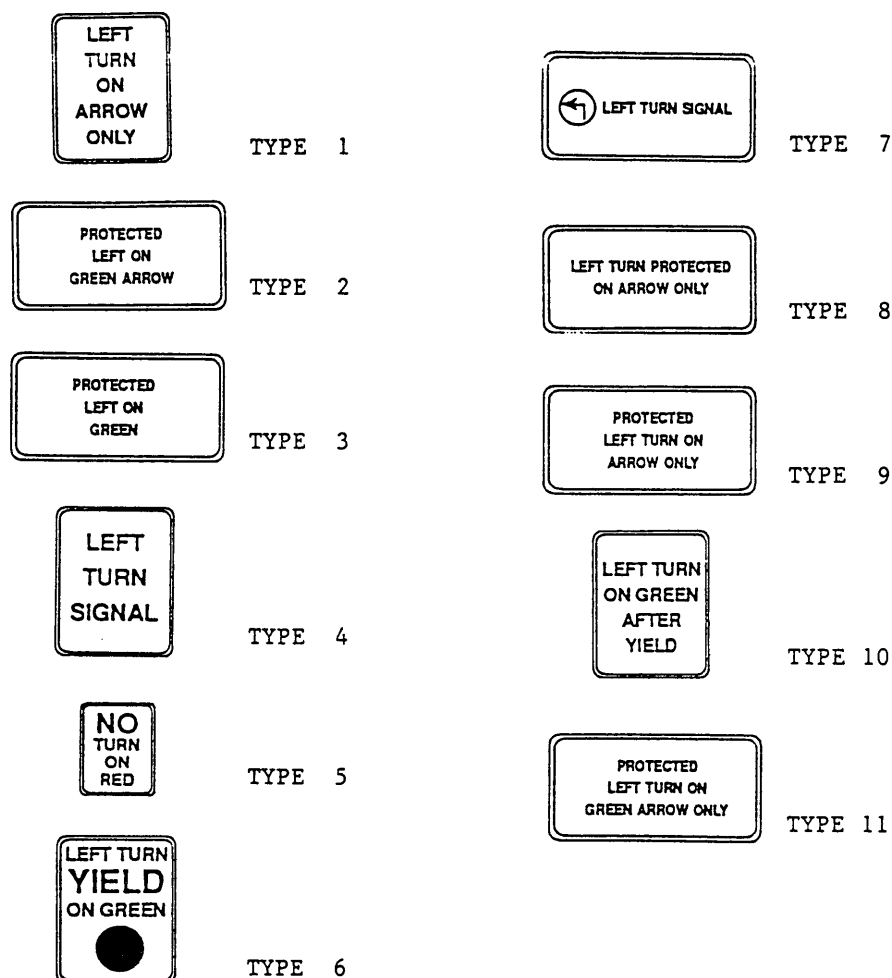 LEFT
TURN
ON
ARROW
ONLY
TYPE 1
PROTECTED
LEFT ON
GREEN ARROW
TYPE 2
PROTECTED
LEFT ON
GREEN
TYPE 3
LEFT
TURN
SIGNAL
TYPE 4
NO
TURN
ON
RED
TYPE 5
LEFT TURN
YIELD
ON GREEN
TYPE 6
LEFT TURN SIGNAL
TYPE 7
LEFT TURN PROTECTED
ON ARROW ONLY
TYPE 8
PROTECTED
LEFT TURN ON
ARROW ONLY
TYPE 9
LEFT TURN
ON GREEN
AFTER
YIELD
TYPE 10
PROTECTED
LEFT TURN ON
GREEN ARROW ONLY
TYPE 11